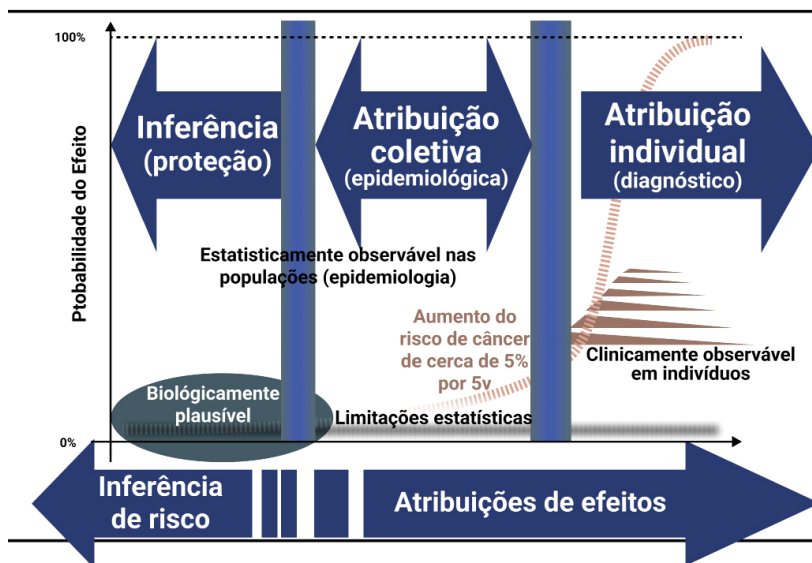 100%
Ptobabilidade do Efeito
0%
Inferência
(proteção)
Atribuição
coletiva
(epidemiológica)
Atribuição
individual
(diagnóstico)
Estatisticamente observável nas
populações (epidemiologia)
Aumento do
risco de câncer
de cerca de 5%
por 5v
Clinicamente observável
em indivíduos
Biológicamente
plausível
Limitações estatísticas
Inferência
de risco
Atribuições de efeitos